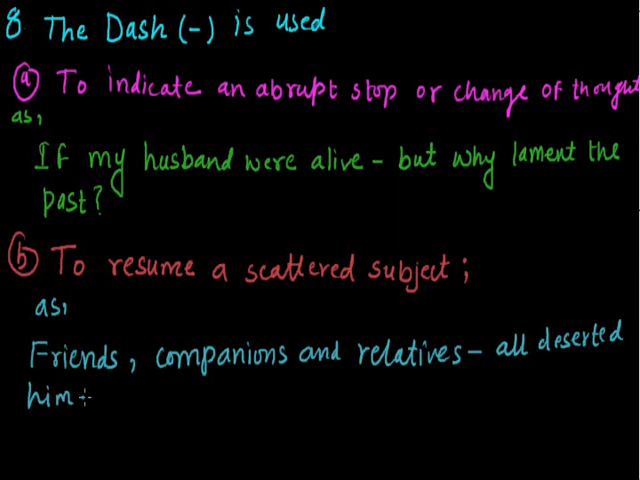 8 The Dash (-) is used
(a) To indicate an abrupt stop or change of thought
as,
If my husband were alive - but why lament the
past?
(b) To resume a scattered subject ;
as,
Friends, companions and relatives - all deserted
him